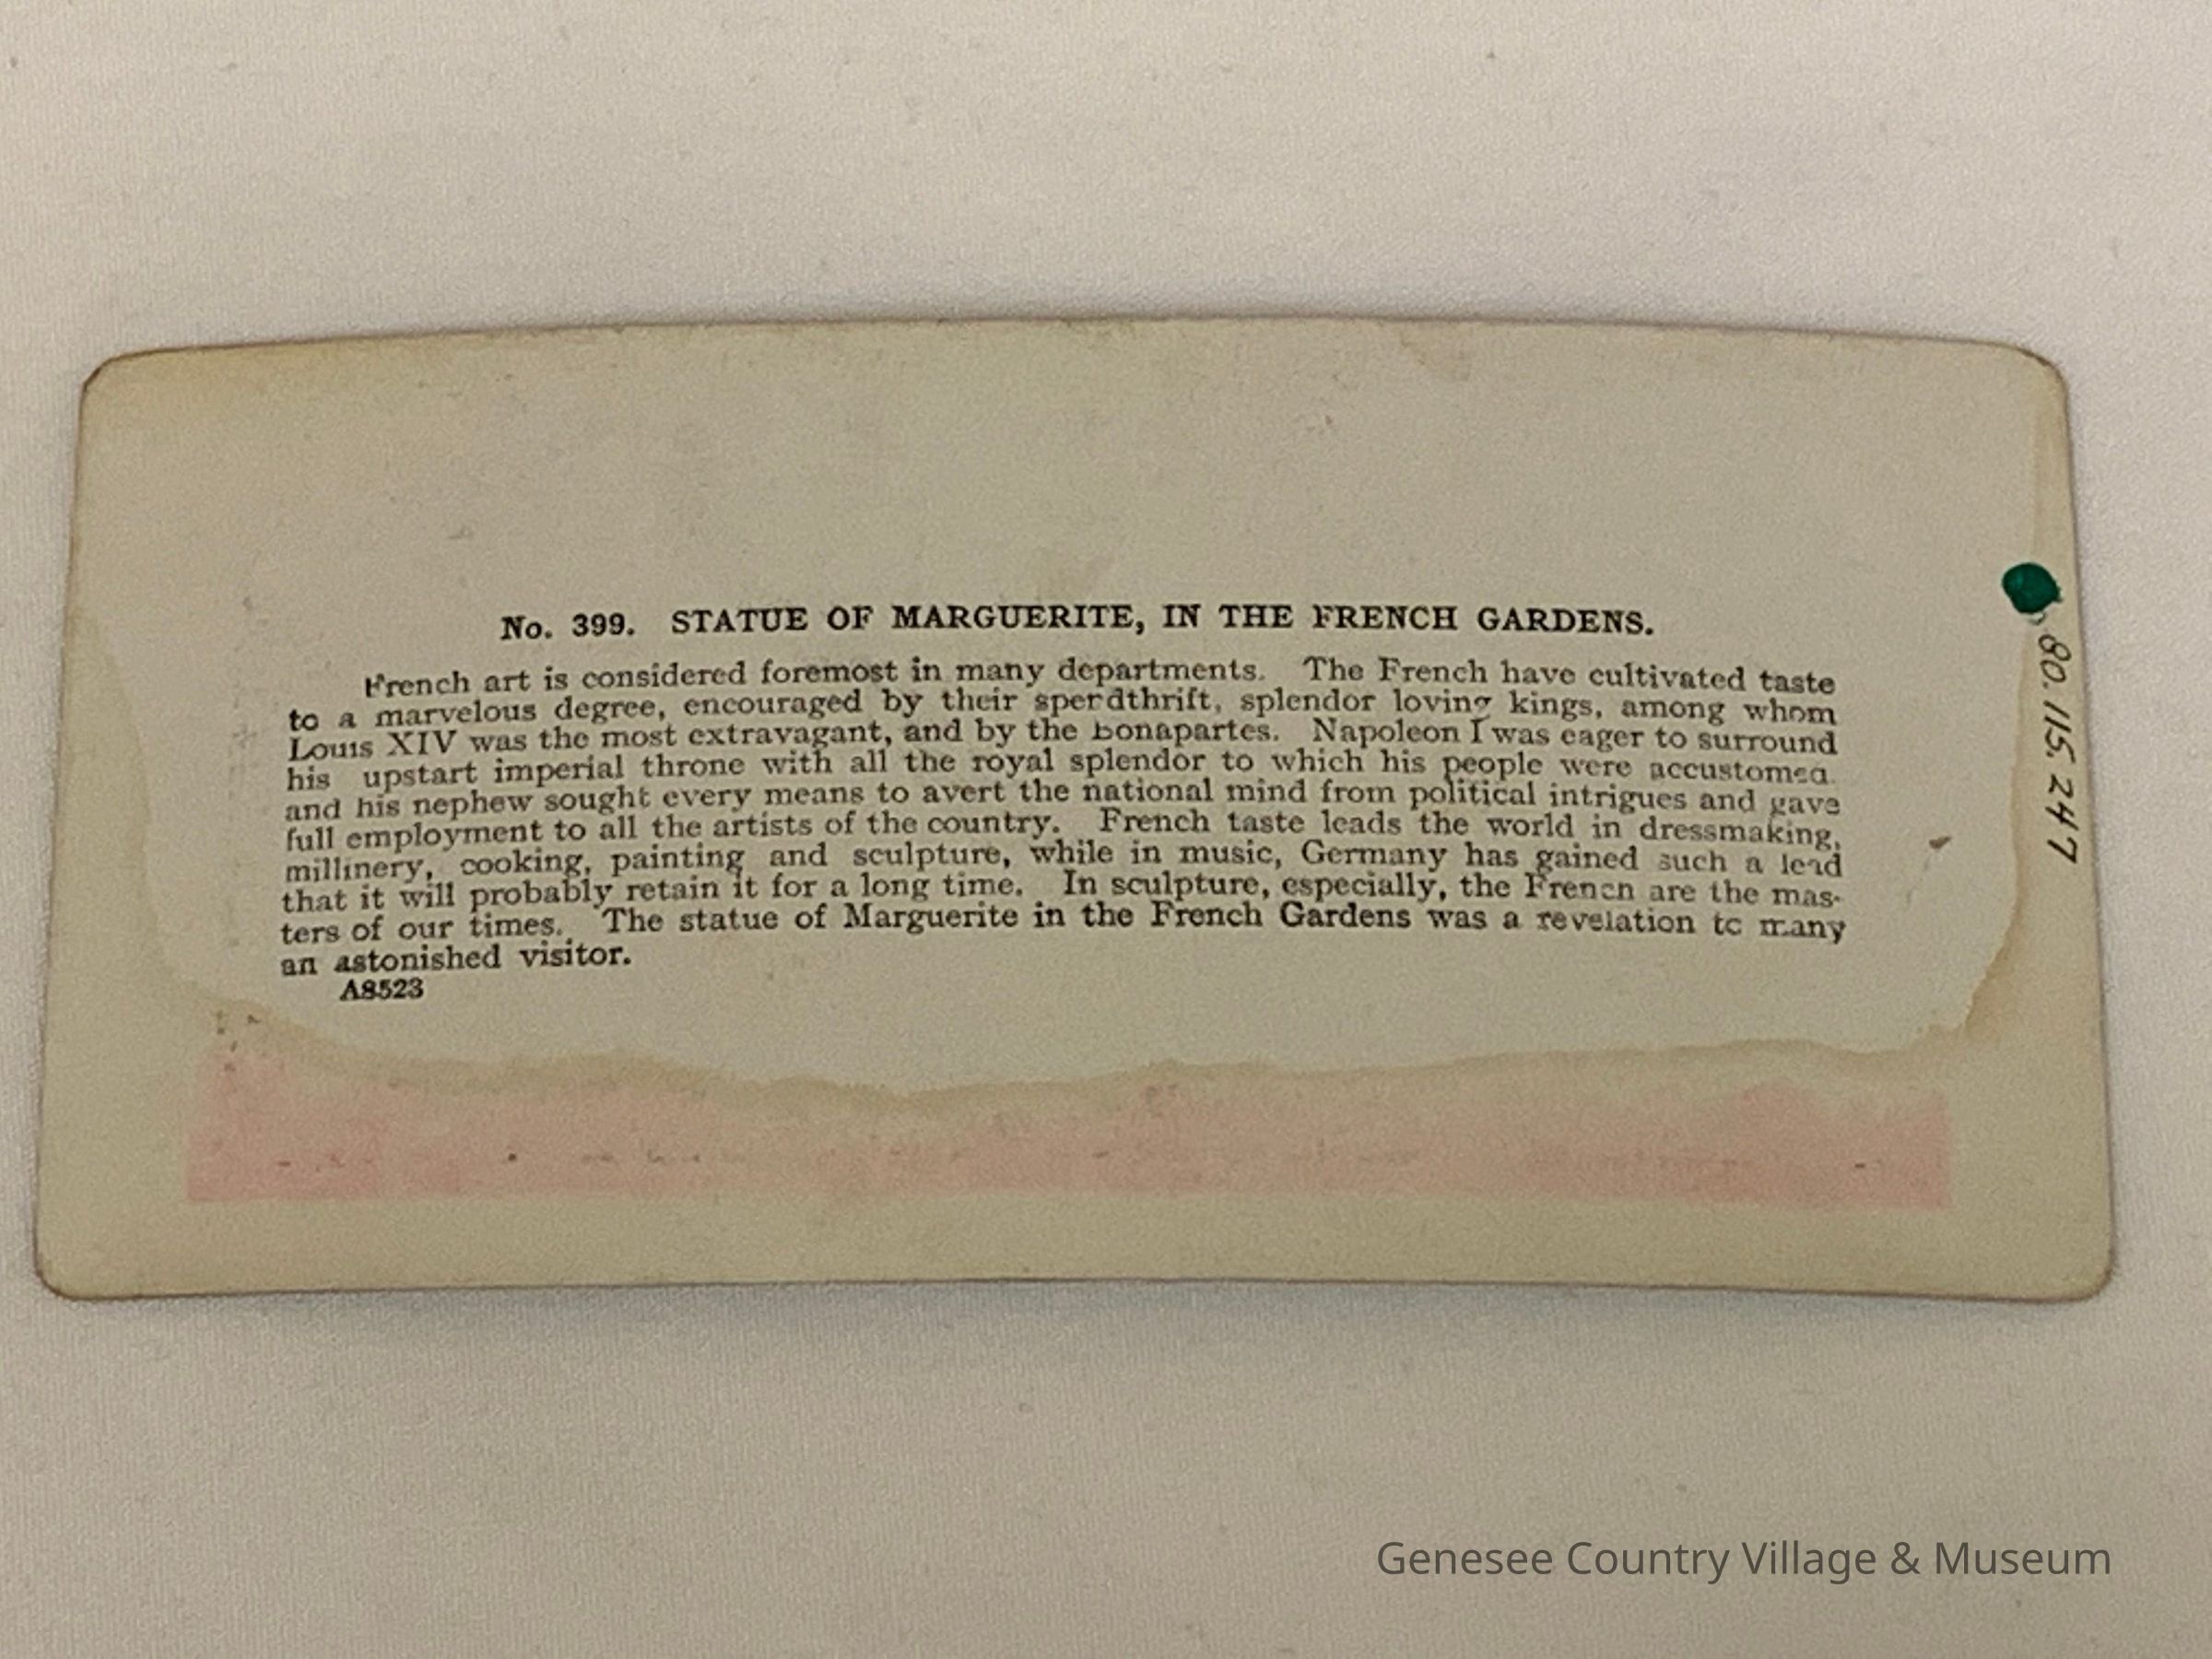 No. 399. STATUE OF MARGUERITE, IN THE FRENCH GARDENS.
French art is considered foremost in many departments. The French have cultivated taste
to a marvelous degree, encouraged by their spendthrift, splendor loving kings, among whom
Louis XIV was the most extravagant, and by the Bonapartes. Napoleon I was eager to surround
his upstart imperial throne with all the royal splendor to which his people were accustomed
and his nephew sought every means to avert the national mind from political intrigues and gave
full employment to all the artists of the country. French taste leads the world in dressmaking,
millinery, cooking, painting and sculpture, while in music, Germany has gained such a lead
that it will probably retain it for a long time. In sculpture, especially, the French are the mas-
ters of our times. The statue of Marguerite in the French Gardens was a revelation to many
an astonished visitor.
A8523
80.115.247
Genesee Country Village & Museum